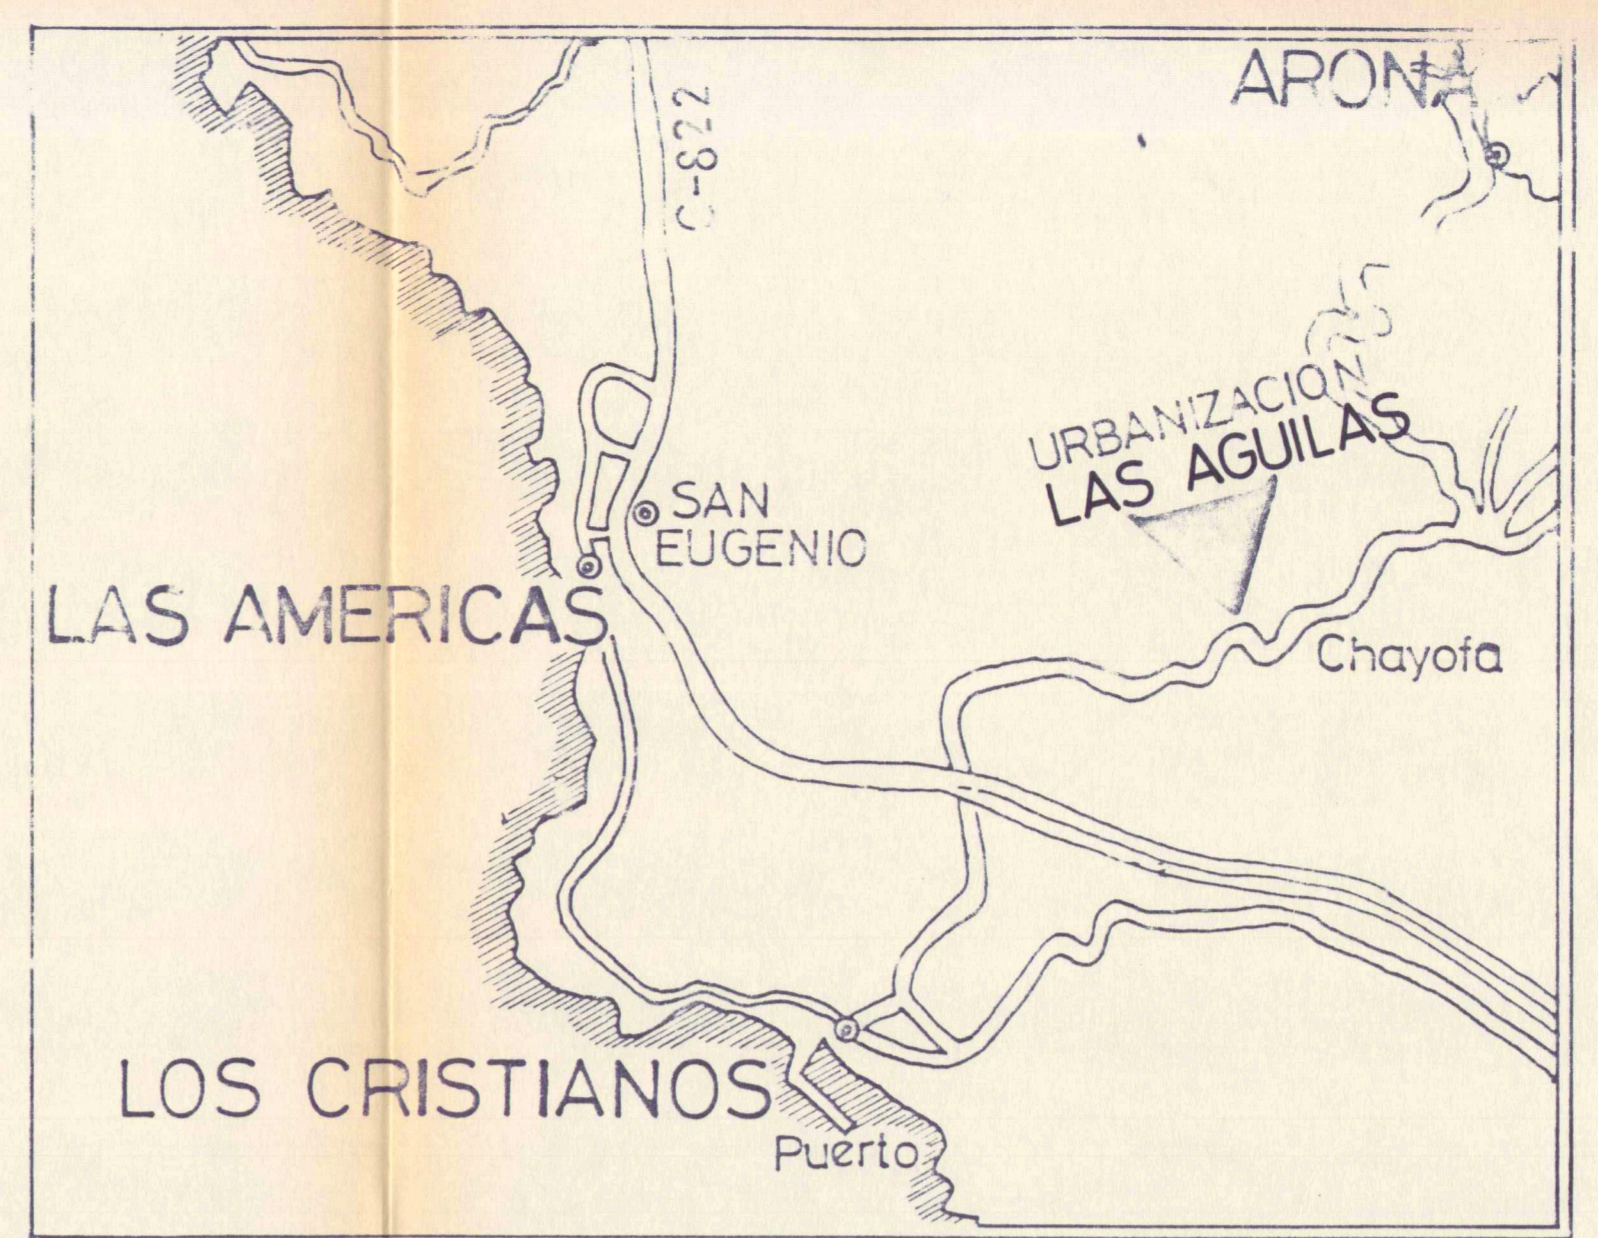 ARONA
C-822
URBANIZACION
LAS AGUILAS
SAN
EUGENIO
LAS AMERICAS
Chayofa
LOS CRISTIANOS
Puerto